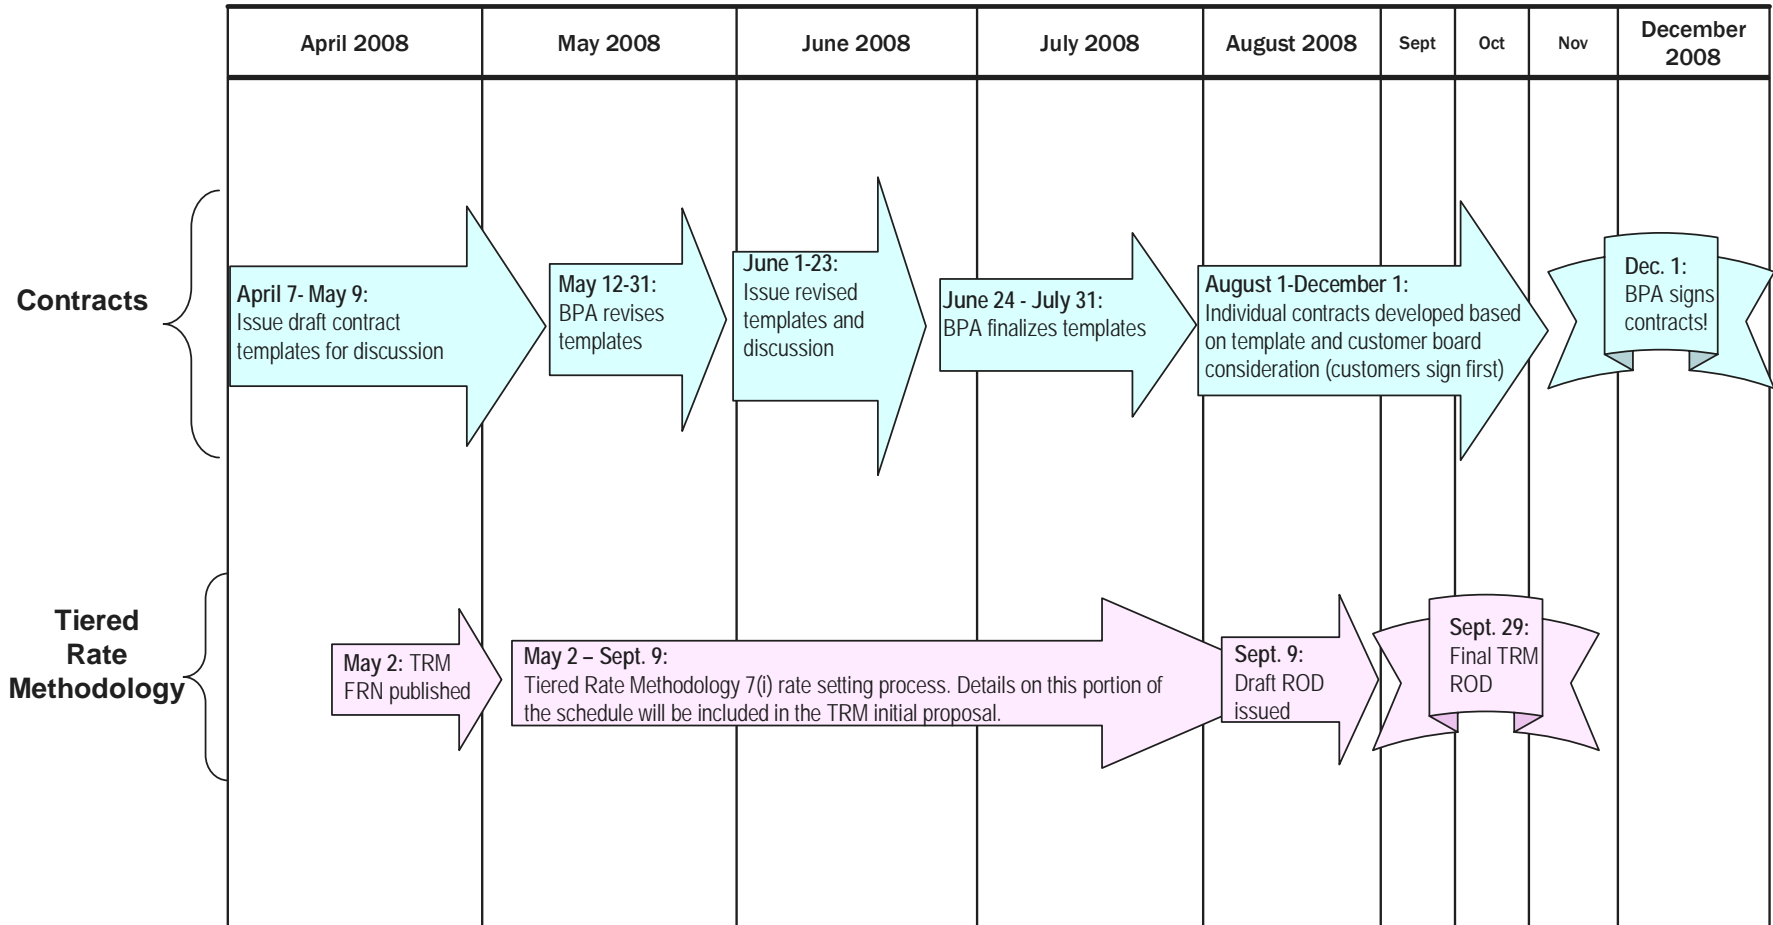 April 2008
May 2008
June 2008
July 2008
August 2008
Sept
Oct
Nov
December
2008
Contracts
April 7- May 9:
Issue draft contract
templates for discussion
May 12-31:
BPA revises
templates
June 1-23:
Issue revised
templates and
discussion
June 24 - July 31:
BPA finalizes templates
August 1-December 1:
Individual contracts developed based
on template and customer board
consideration (customers sign first)
Dec. 1:
BPA signs
contracts!
Tiered
Rate
Methodology
May 2: TRM
FRN published
May 2 – Sept. 9:
Tiered Rate Methodology 7(i) rate setting process. Details on this portion of
the schedule will be included in the TRM initial proposal.
Sept. 9:
Draft ROD
issued
Sept. 29:
Final TRM
ROD